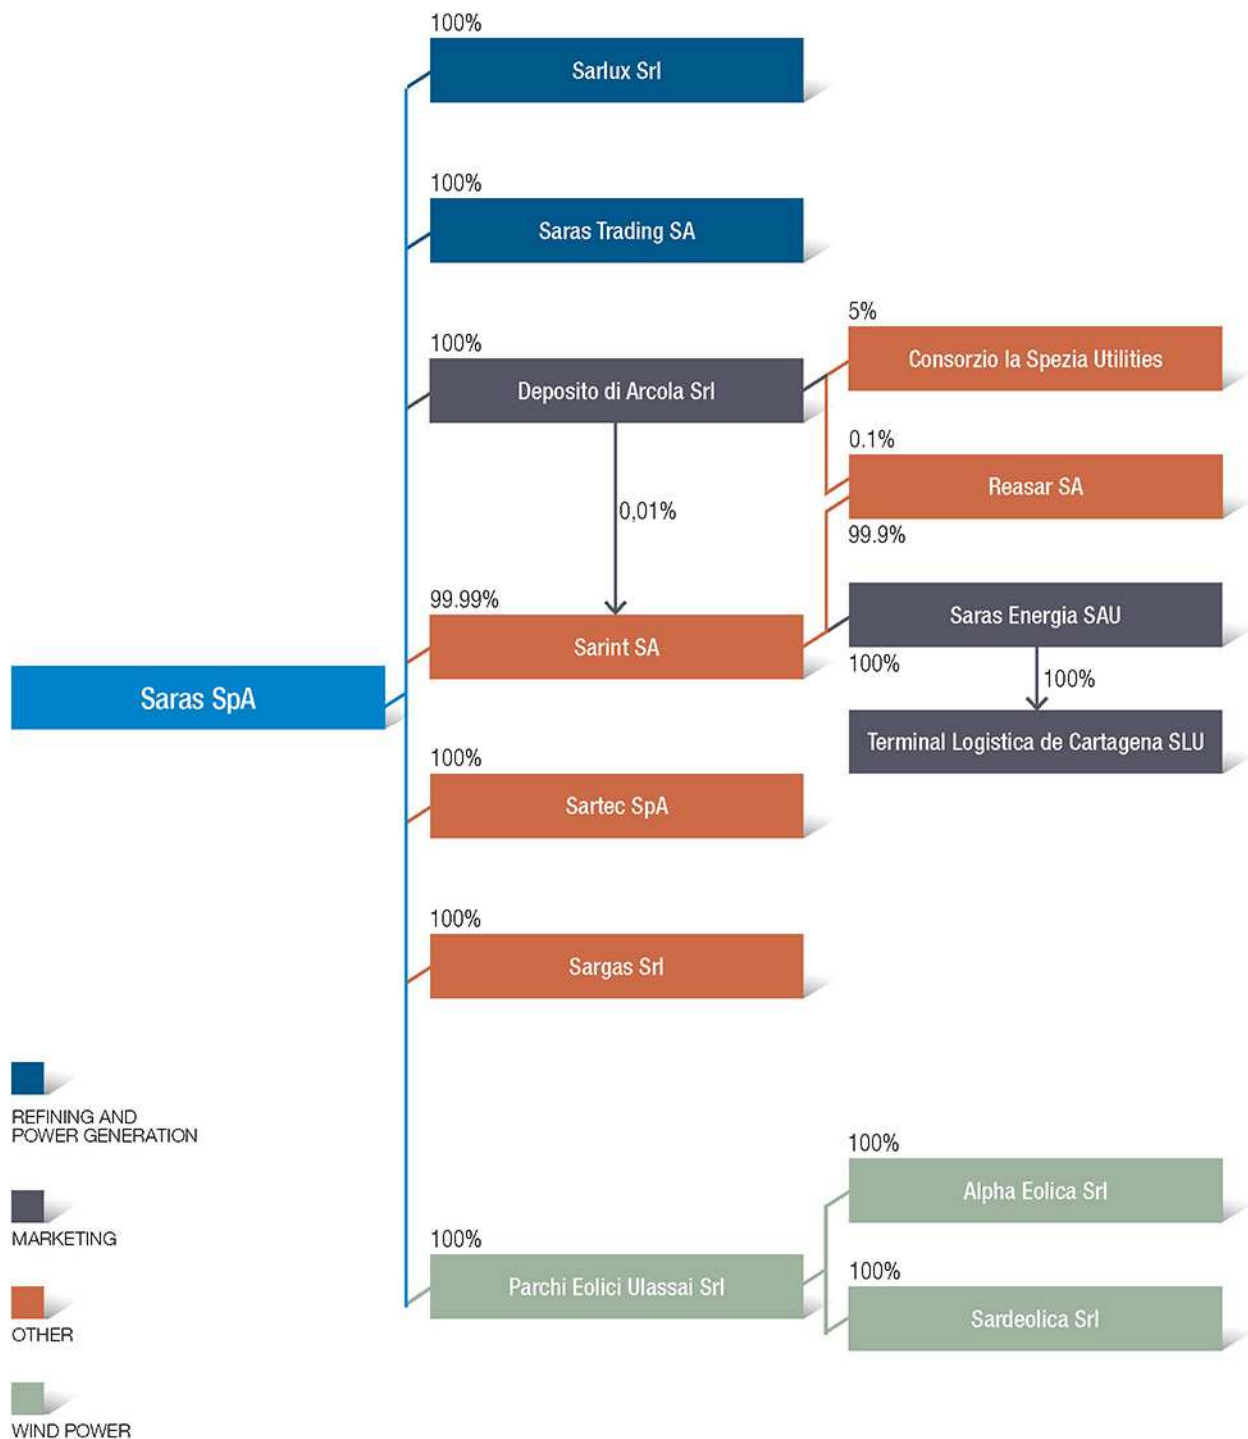 100%
Sarlux Srl
100%
Saras Trading SA
100%
Deposito di Arcola Srl
5%
Consorzio la Spezia Utilities
0.1%
Reasar SA
99.9%
0,01%
99.99%
Sarint SA
Saras Energia SAU
100%
100%
Terminal Logistica de Cartagena SLU
Saras SpA
100%
Sartec SpA
100%
Sargas Srl
100%
Parchi Eolici Ulassai Srl
100%
Alpha Eolica Srl
100%
Sardeolica Srl
REFINING AND
POWER GENERATION
MARKETING
OTHER
WIND POWER